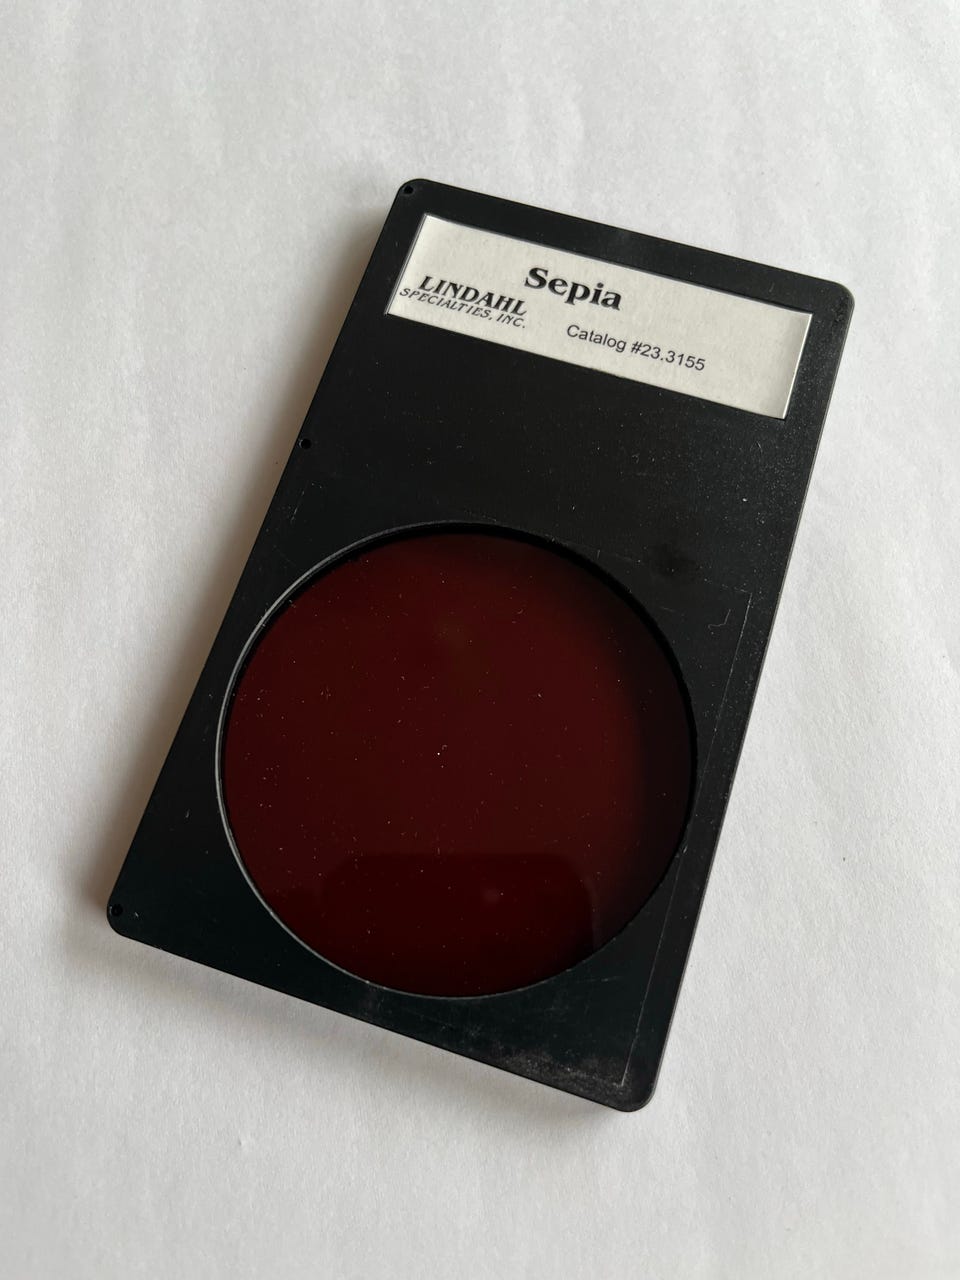 Sepia
LINDAHL
SPECIALTIES, INC.
Catalog #23.3155